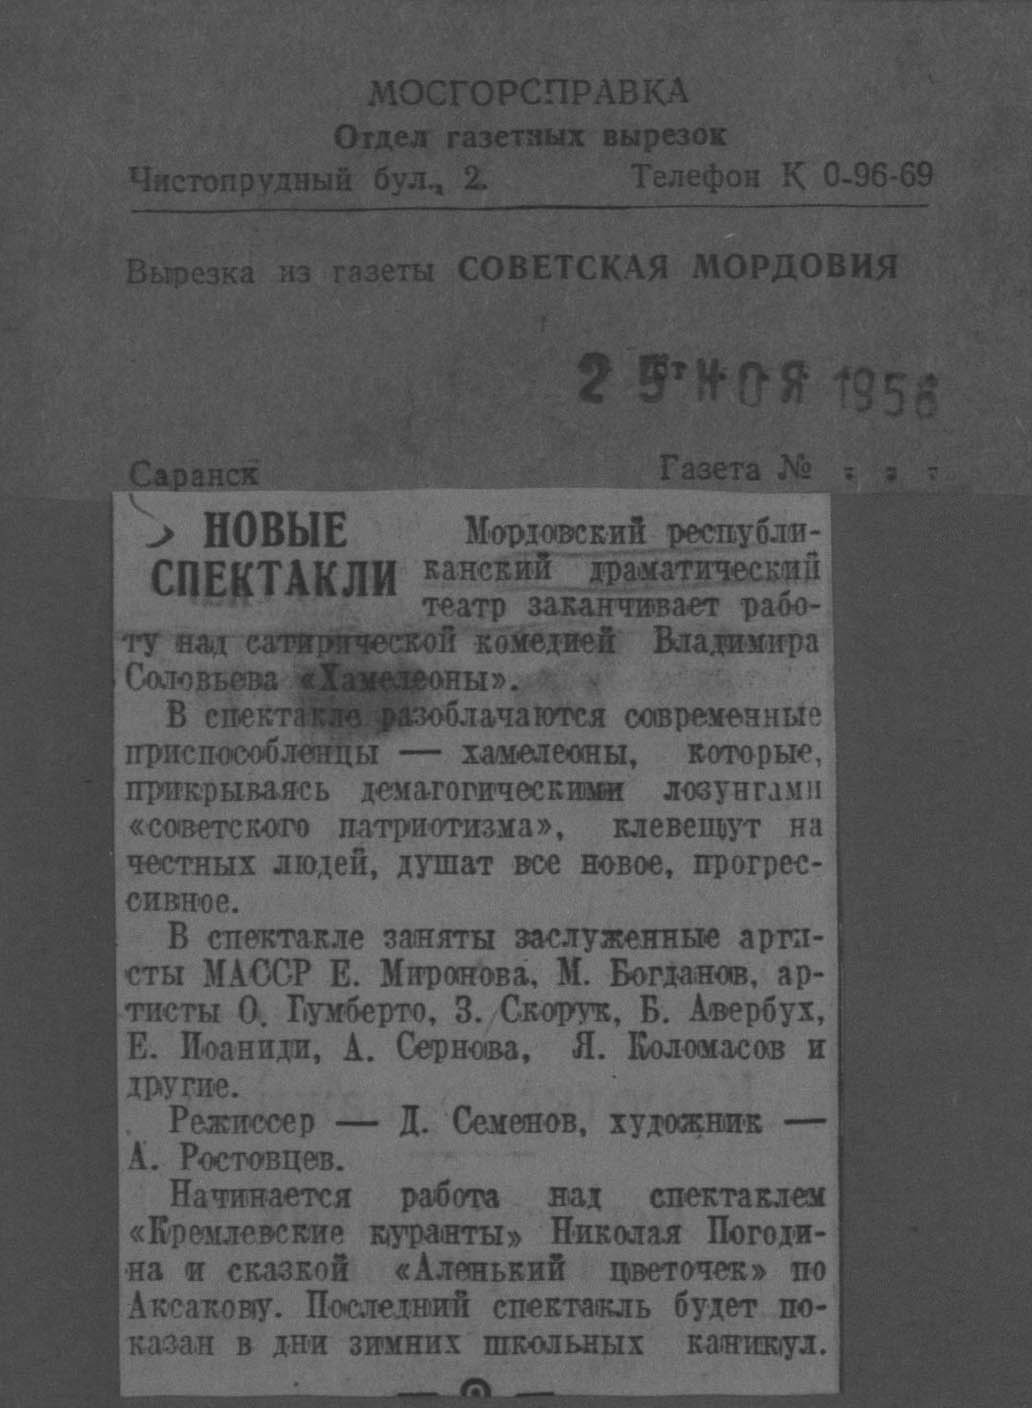 МОСГОРСПРАВКА
Отдел газетных вырезок
Чистопрудный бул., 2. Телефон К 0-96-69
Вырезка из газеты СОВЕТСКАЯ МОРДОВИЯ
25 НОЯ 1956
Саранск Газета № . . .
НОВЫЕ
СПЕКТАКЛИ
Мордовский республи-
канский драматический
театр заканчивает рабо-
ту над сатирической комедией Владимира
Соловьева «Хамелеоны».
В спектакле разоблачаются современные
приспособленцы — хамелеоны, которые,
прикрываясь демагогическими лозунгами
«советского патриотизма», клевещут на
честных людей, душат все новое, прогрес-
сивное.
В спектакле заняты заслуженные арти-
сты МАССР Е. Миронова, М. Богданов, ар-
тисты О. Гумберто, З. Скорук, Б. Авербух,
Е. Иоаниди, А. Сернова, Я. Коломасов и
другие.
Режиссер — Д. Семенов, художник —
А. Ростовцев.
Начинается работа над спектаклем
«Кремлевские куранты» Николая Погоди-
на и сказкой «Аленький цветочек» по
Аксакову. Последний спектакль будет по-
казан в дни зимних школьных каникул.